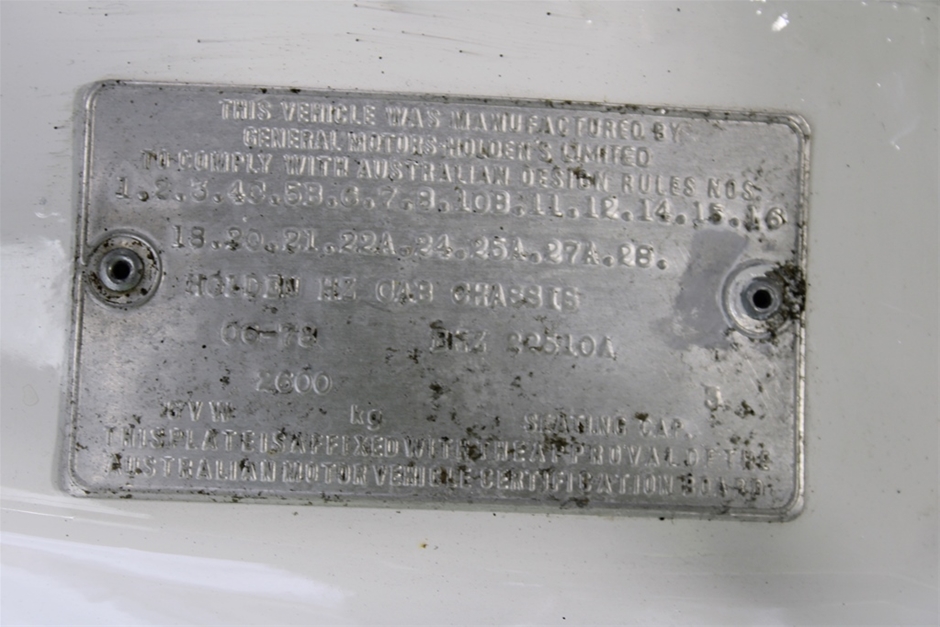 THIS VEHICLE WAS MANUFACTURED BY
GENERAL MOTORS-HOLDEN'S LIMITED
TO COMPLY WITH AUSTRALIAN DESIGN RULES NOS.
1.2.3.4C.5B.6.7.8.10B.11.12.14.15.16
18.20.21.22A.24.25A.27A.28.
HOLDEN HZ CAB CHASSIS
06-78 32510A
2600
GVW. kg SEATING CAP.
THIS PLATE IS AFFIXED WITH THE APPROVAL OF THE
AUSTRALIAN MOTOR VEHICLE CERTIFICATION BOARD